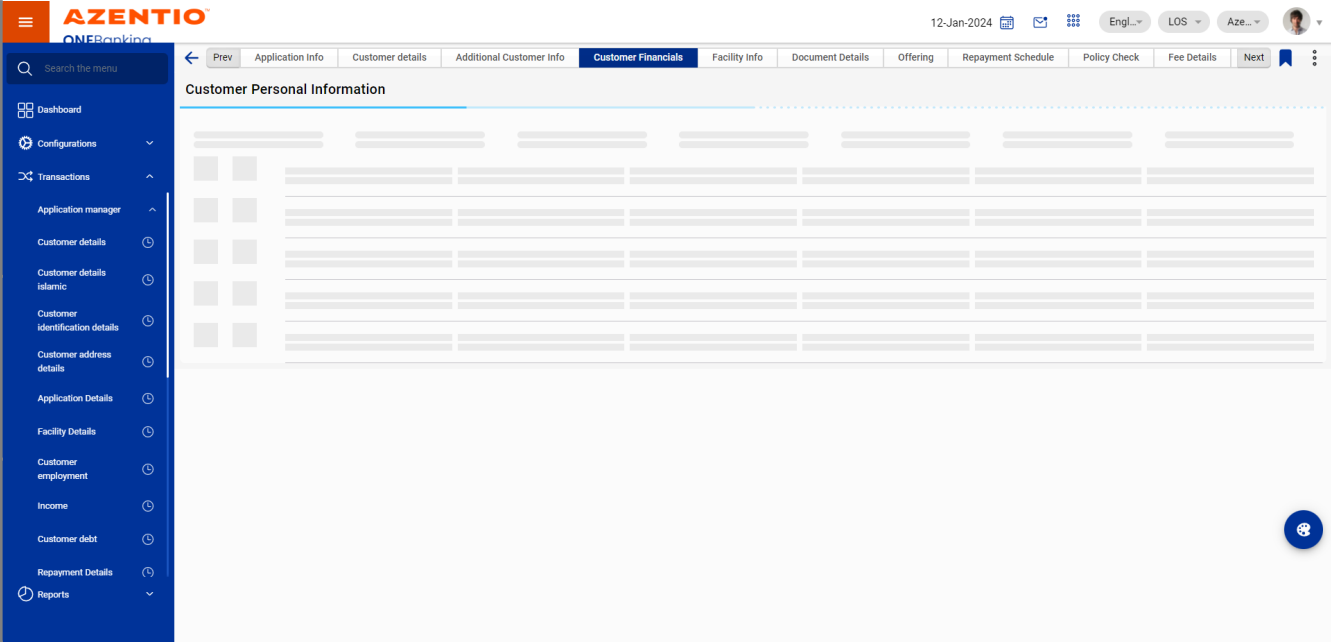 AZENTIO
ONEBanking
12-Jan-2024
Engl...
LOS
Aze...
Search the menu
Prev
Application Info
Customer details
Additional Customer Info
Customer Financials
Facility Info
Document Details
Offering
Repayment Schedule
Policy Check
Fee Details
Next
Customer Personal Information
Dashboard
Configurations
Transactions
Application manager
Customer details
Customer details
islamic
Customer
identification details
Customer address
details
Application Details
Facility Details
Customer
employment
Income
Customer debt
Repayment Details
Reports